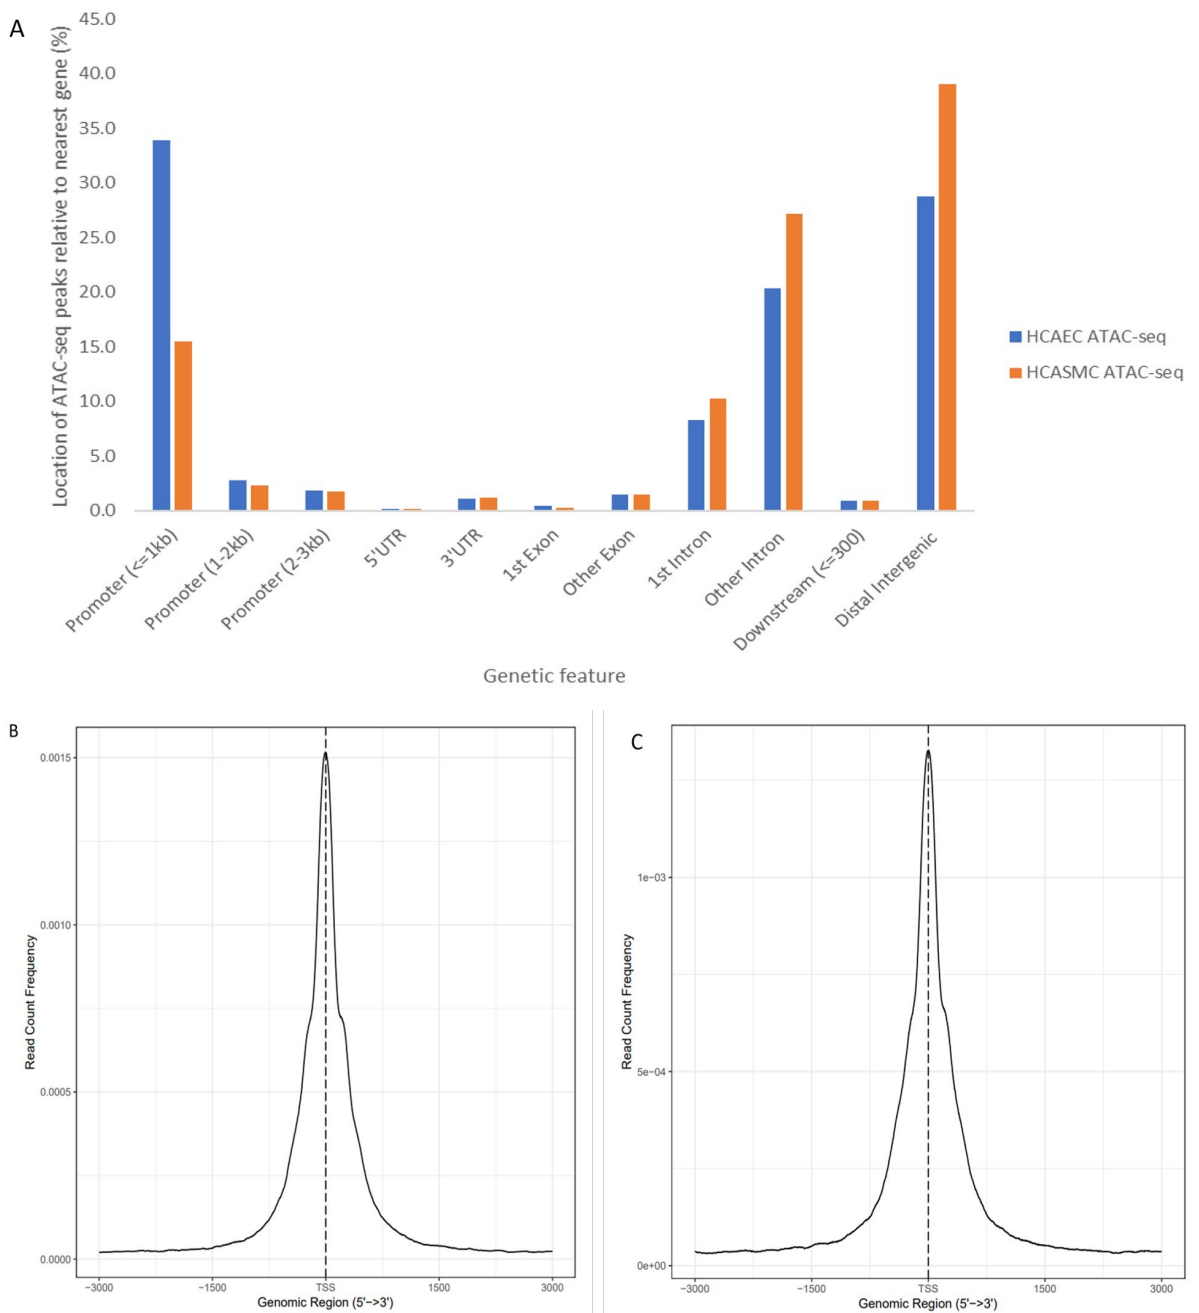 A
Location of ATAC-seq peaks relative to nearest gene (%)
45.0
40.0
35.0
30.0
25.0
20.0
15.0
10.0
5.0
0.0
Promoter (<=1kb)
Promoter (1-2kb)
Promoter (2-3kb)
5'UTR
3'UTR
1st Exon
Other Exon
1st Intron
Other Intron
Downstream (<=300)
Distal Intergenic
Genetic feature
HCAEC ATAC-seq
HCASMC ATAC-seq
B
Read Count Frequency
0.0015
0.0010
0.0005
0.0000
−3000
−1500
TSS
1500
3000
Genomic Region (5'->3')
C
Read Count Frequency
1e−03
5e−04
0e+00
−3000
−1500
TSS
1500
3000
Genomic Region (5'->3')